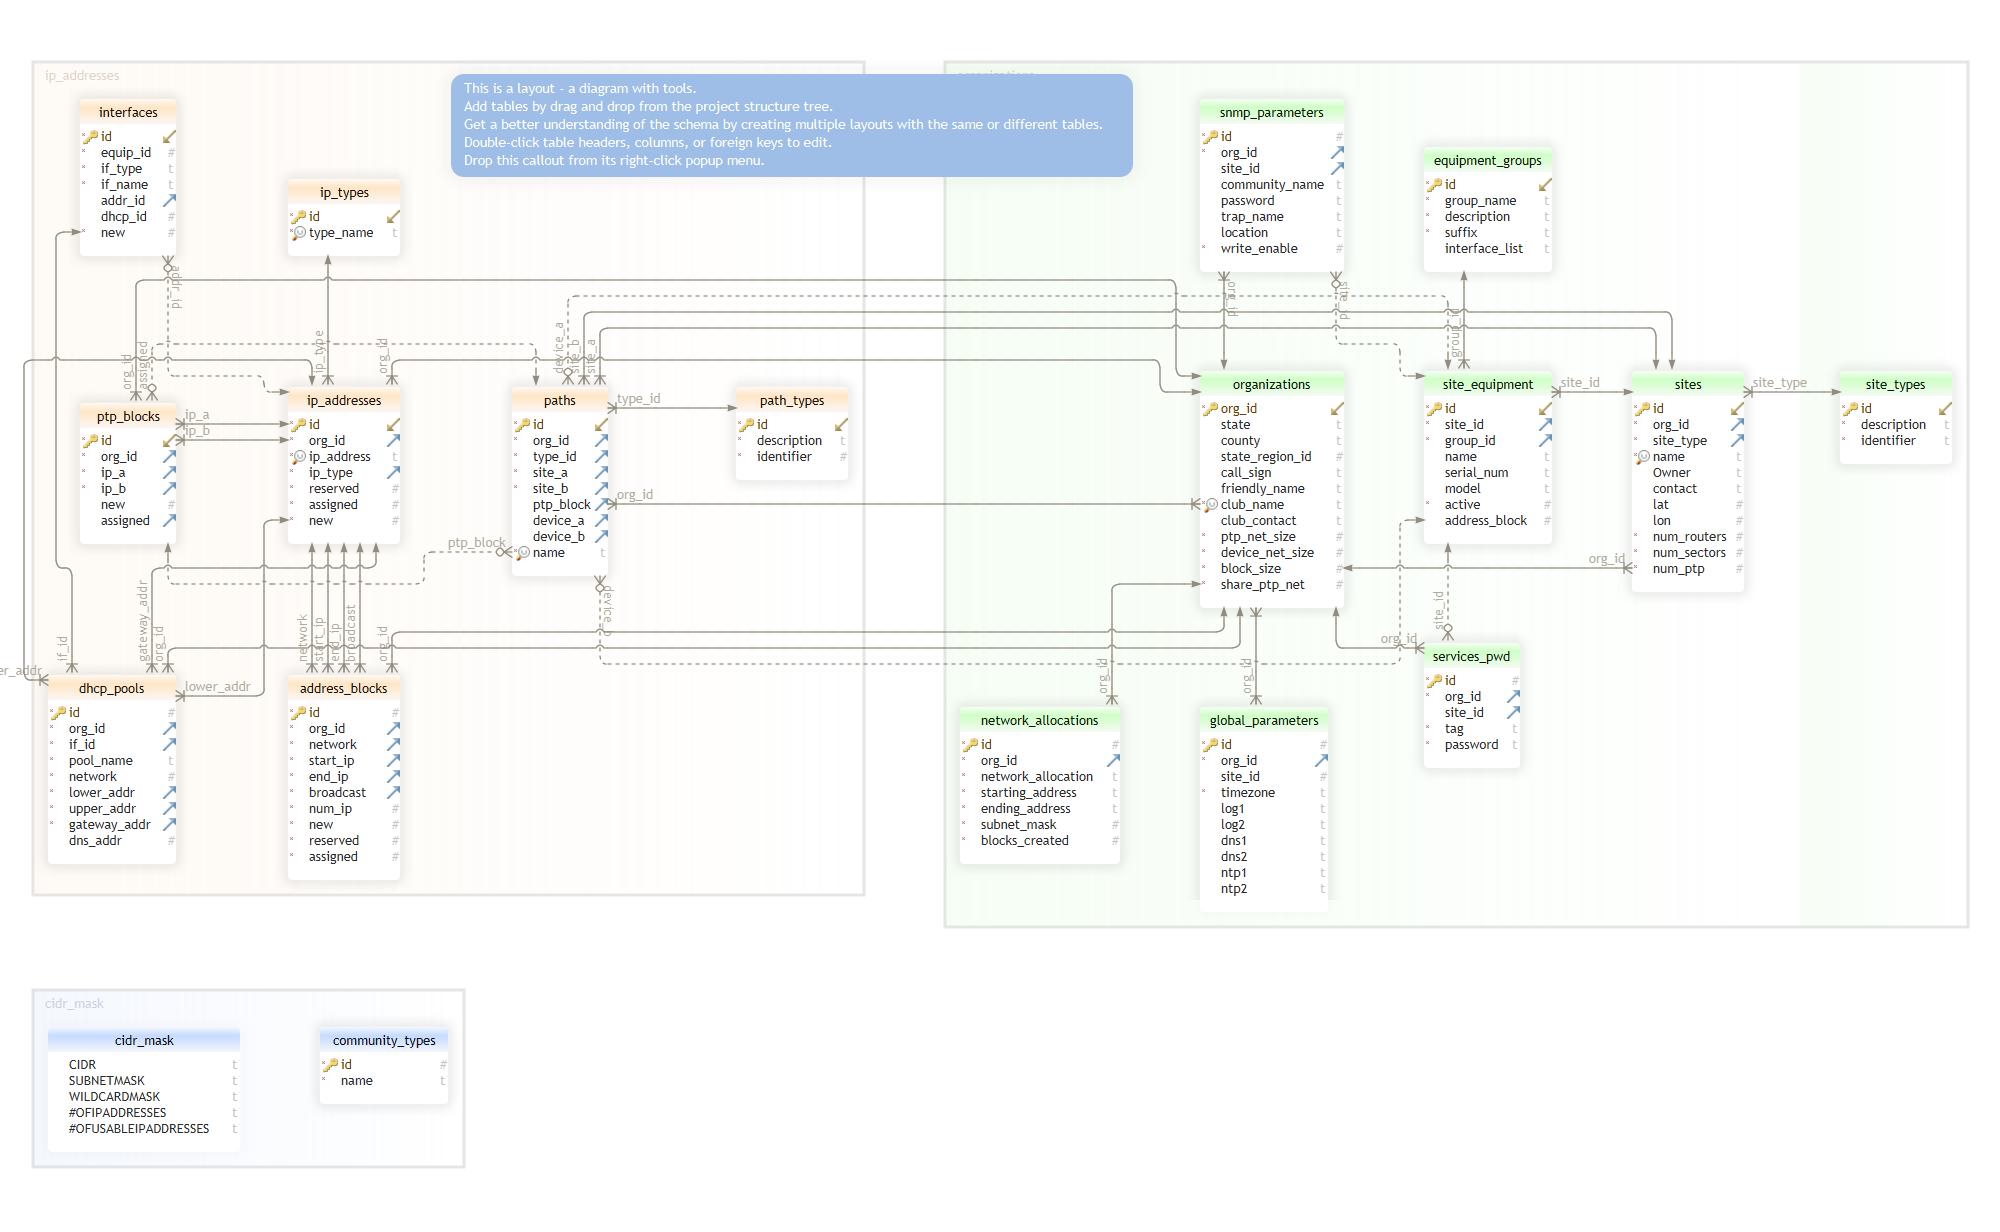 ip_addresses
This is a layout - a diagram with tools.
Add tables by drag and drop from the project structure tree.
Get a better understanding of the schema by creating multiple layouts with the same or different tables.
Double-click table headers, columns, or foreign keys to edit.
Drop this callout from its right-click popup menu.
interfaces
id
equip_id #
if_type t
if_name t
addr_id
dhcp_id #
new #
ip_types
id
type_name t
addr_id
org_id
assigned
ip_type
org_id
device_a
site_b
site_a
ptp_blocks
id
org_id
ip_a
ip_b
new #
assigned
ip_a
ip_b
ip_addresses
id
org_id
ip_address t
ip_type
reserved #
assigned #
new #
paths
id
org_id
type_id
site_a
site_b
ptp_block
device_a
device_b
name t
type_id
org_id
ptp_block
path_types
id
description t
identifier #
if_id
gateway_addr
org_id
network
start_ip
end_ip
broadcast
org_id
er_addr
lower_addr
dhcp_pools
id #
org_id
if_id
pool_name t
network #
lower_addr
upper_addr
gateway_addr
dns_addr #
address_blocks
id #
org_id
network
start_ip
end_ip
broadcast
num_ip #
new #
reserved #
assigned #
snmp_parameters
id #
org_id
site_id
community_name t
password t
trap_name t
location t
write_enable #
equipment_groups
id
group_name t
description t
suffix t
interface_list t
org_id
site_id
organizations
org_id
state t
county t
state_region_id #
call_sign t
friendly_name t
club_name t
club_contact t
ptp_net_size #
device_net_size #
block_size #
share_ptp_net #
site_equipment
id
site_id
group_id
name t
serial_num t
model t
active #
address_block #
site_id
sites
id
org_id
site_type
name t
Owner t
contact t
lat #
lon #
num_routers #
num_sectors #
num_ptp #
site_type
org_id
site_types
id
description t
identifier t
org_id
org_id
site_id
org_id
services_pwd
id #
org_id
site_id
tag t
password t
network_allocations
id #
org_id
network_allocation t
starting_address t
ending_address t
subnet_mask #
blocks_created #
global_parameters
id #
org_id
site_id #
timezone t
log1 t
log2 t
dns1 t
dns2 t
ntp1 t
ntp2 t
cidr_mask
cidr_mask
CIDR t
SUBNETMASK t
WILDCARDMASK t
#OFIPADDRESSES t
#OFUSABLEIPADDRESSES t
community_types
id #
name t